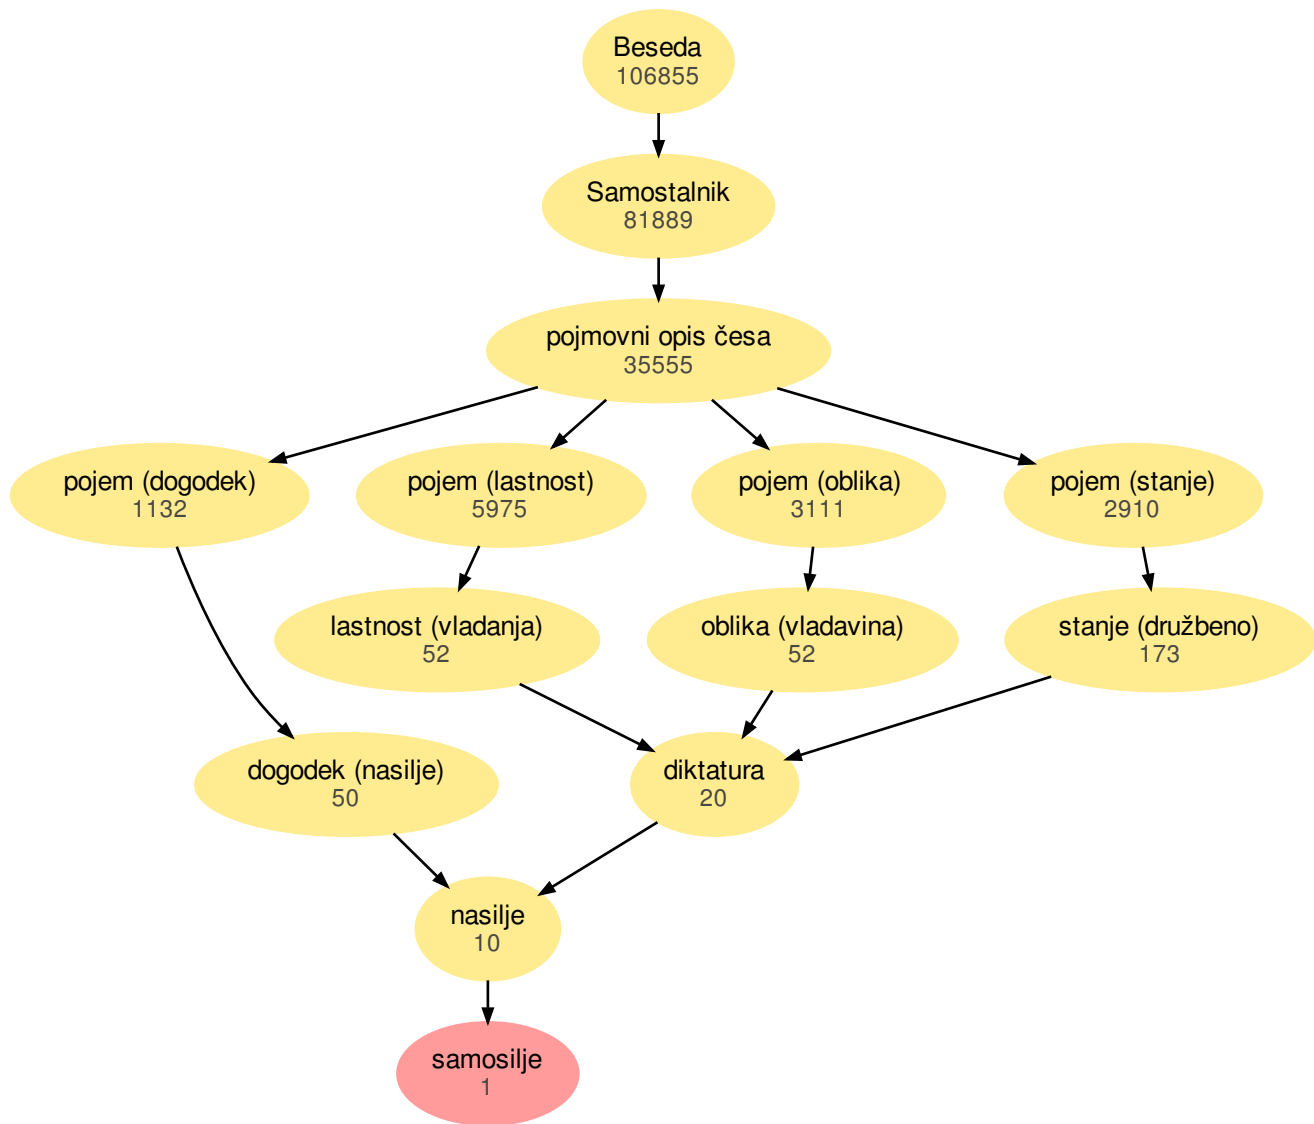 Beseda
106855
Samostalnik
81889
pojmovni opis česa
35555
pojem (dogodek)
1132
pojem (lastnost)
5975
pojem (oblika)
3111
pojem (stanje)
2910
lastnost (vladanja)
52
oblika (vladavina)
52
stanje (družbeno)
173
dogodek (nasilje)
50
diktatura
20
nasilje
10
samosilje
1